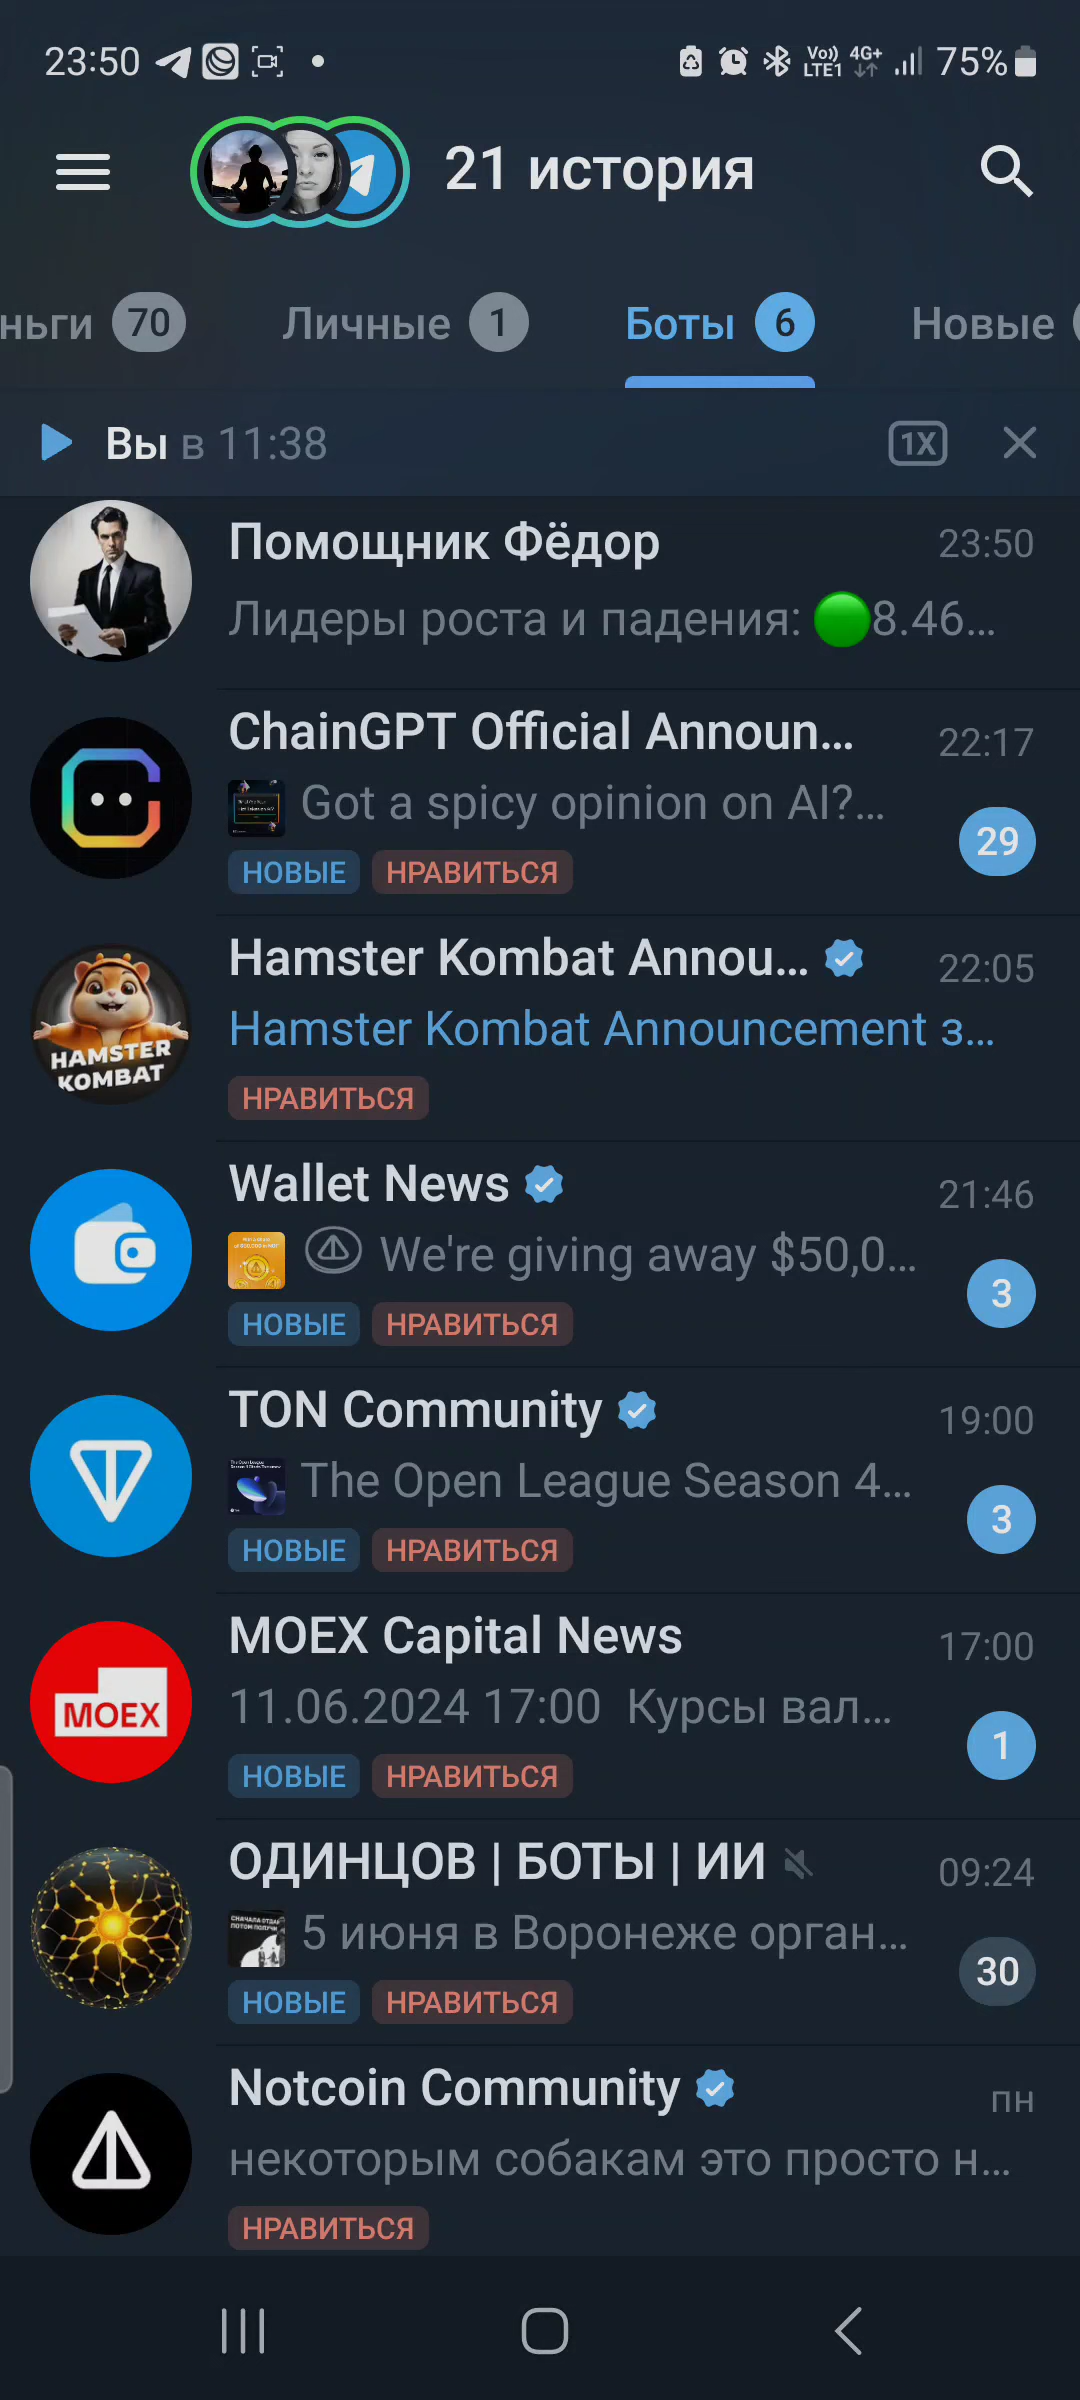 23:50 Vo)) LTE1 4G+ 75%
21 история
ньги 70 Личные 1 Боты 6 Новые
Вы в 11:38 1X
Помощник Фёдор 23:50
Лидеры роста и падения: 8.46...
ChainGPT Official Announ... 22:17
Got a spicy opinion on AI?...
29
НОВЫЕ НРАВИТЬСЯ
Hamster Kombat Annou... 22:05
HAMSTER KOMBAT
Hamster Kombat Announcement з...
НРАВИТЬСЯ
Wallet News 21:46
We're giving away $50,0...
3
НОВЫЕ НРАВИТЬСЯ
TON Community 19:00
The Open League Season 4...
3
НОВЫЕ НРАВИТЬСЯ
MOEX Capital News 17:00
MOEX
11.06.2024 17:00 Курсы вал...
1
НОВЫЕ НРАВИТЬСЯ
ОДИНЦОВ | БОТЫ | ИИ 09:24
5 июня в Воронеже орган...
30
НОВЫЕ НРАВИТЬСЯ
Notcoin Community пн
некоторым собакам это просто н...
НРАВИТЬСЯ